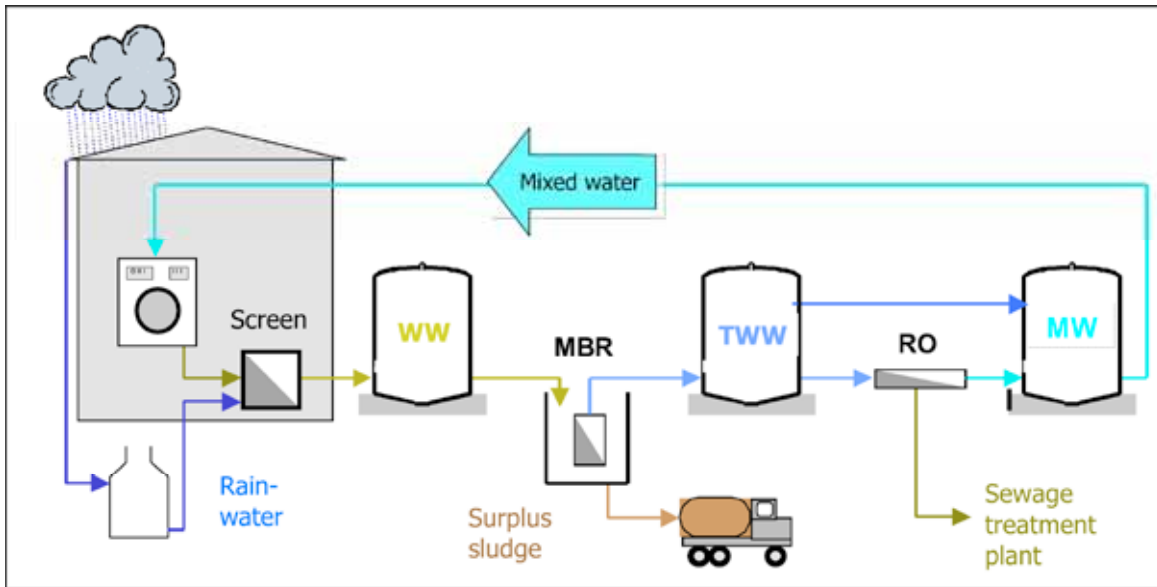 Mixed water
Screen
WW
MBR
TWW
RO
MW
Rain-
water
Surplus
sludge
Sewage
treatment
plant